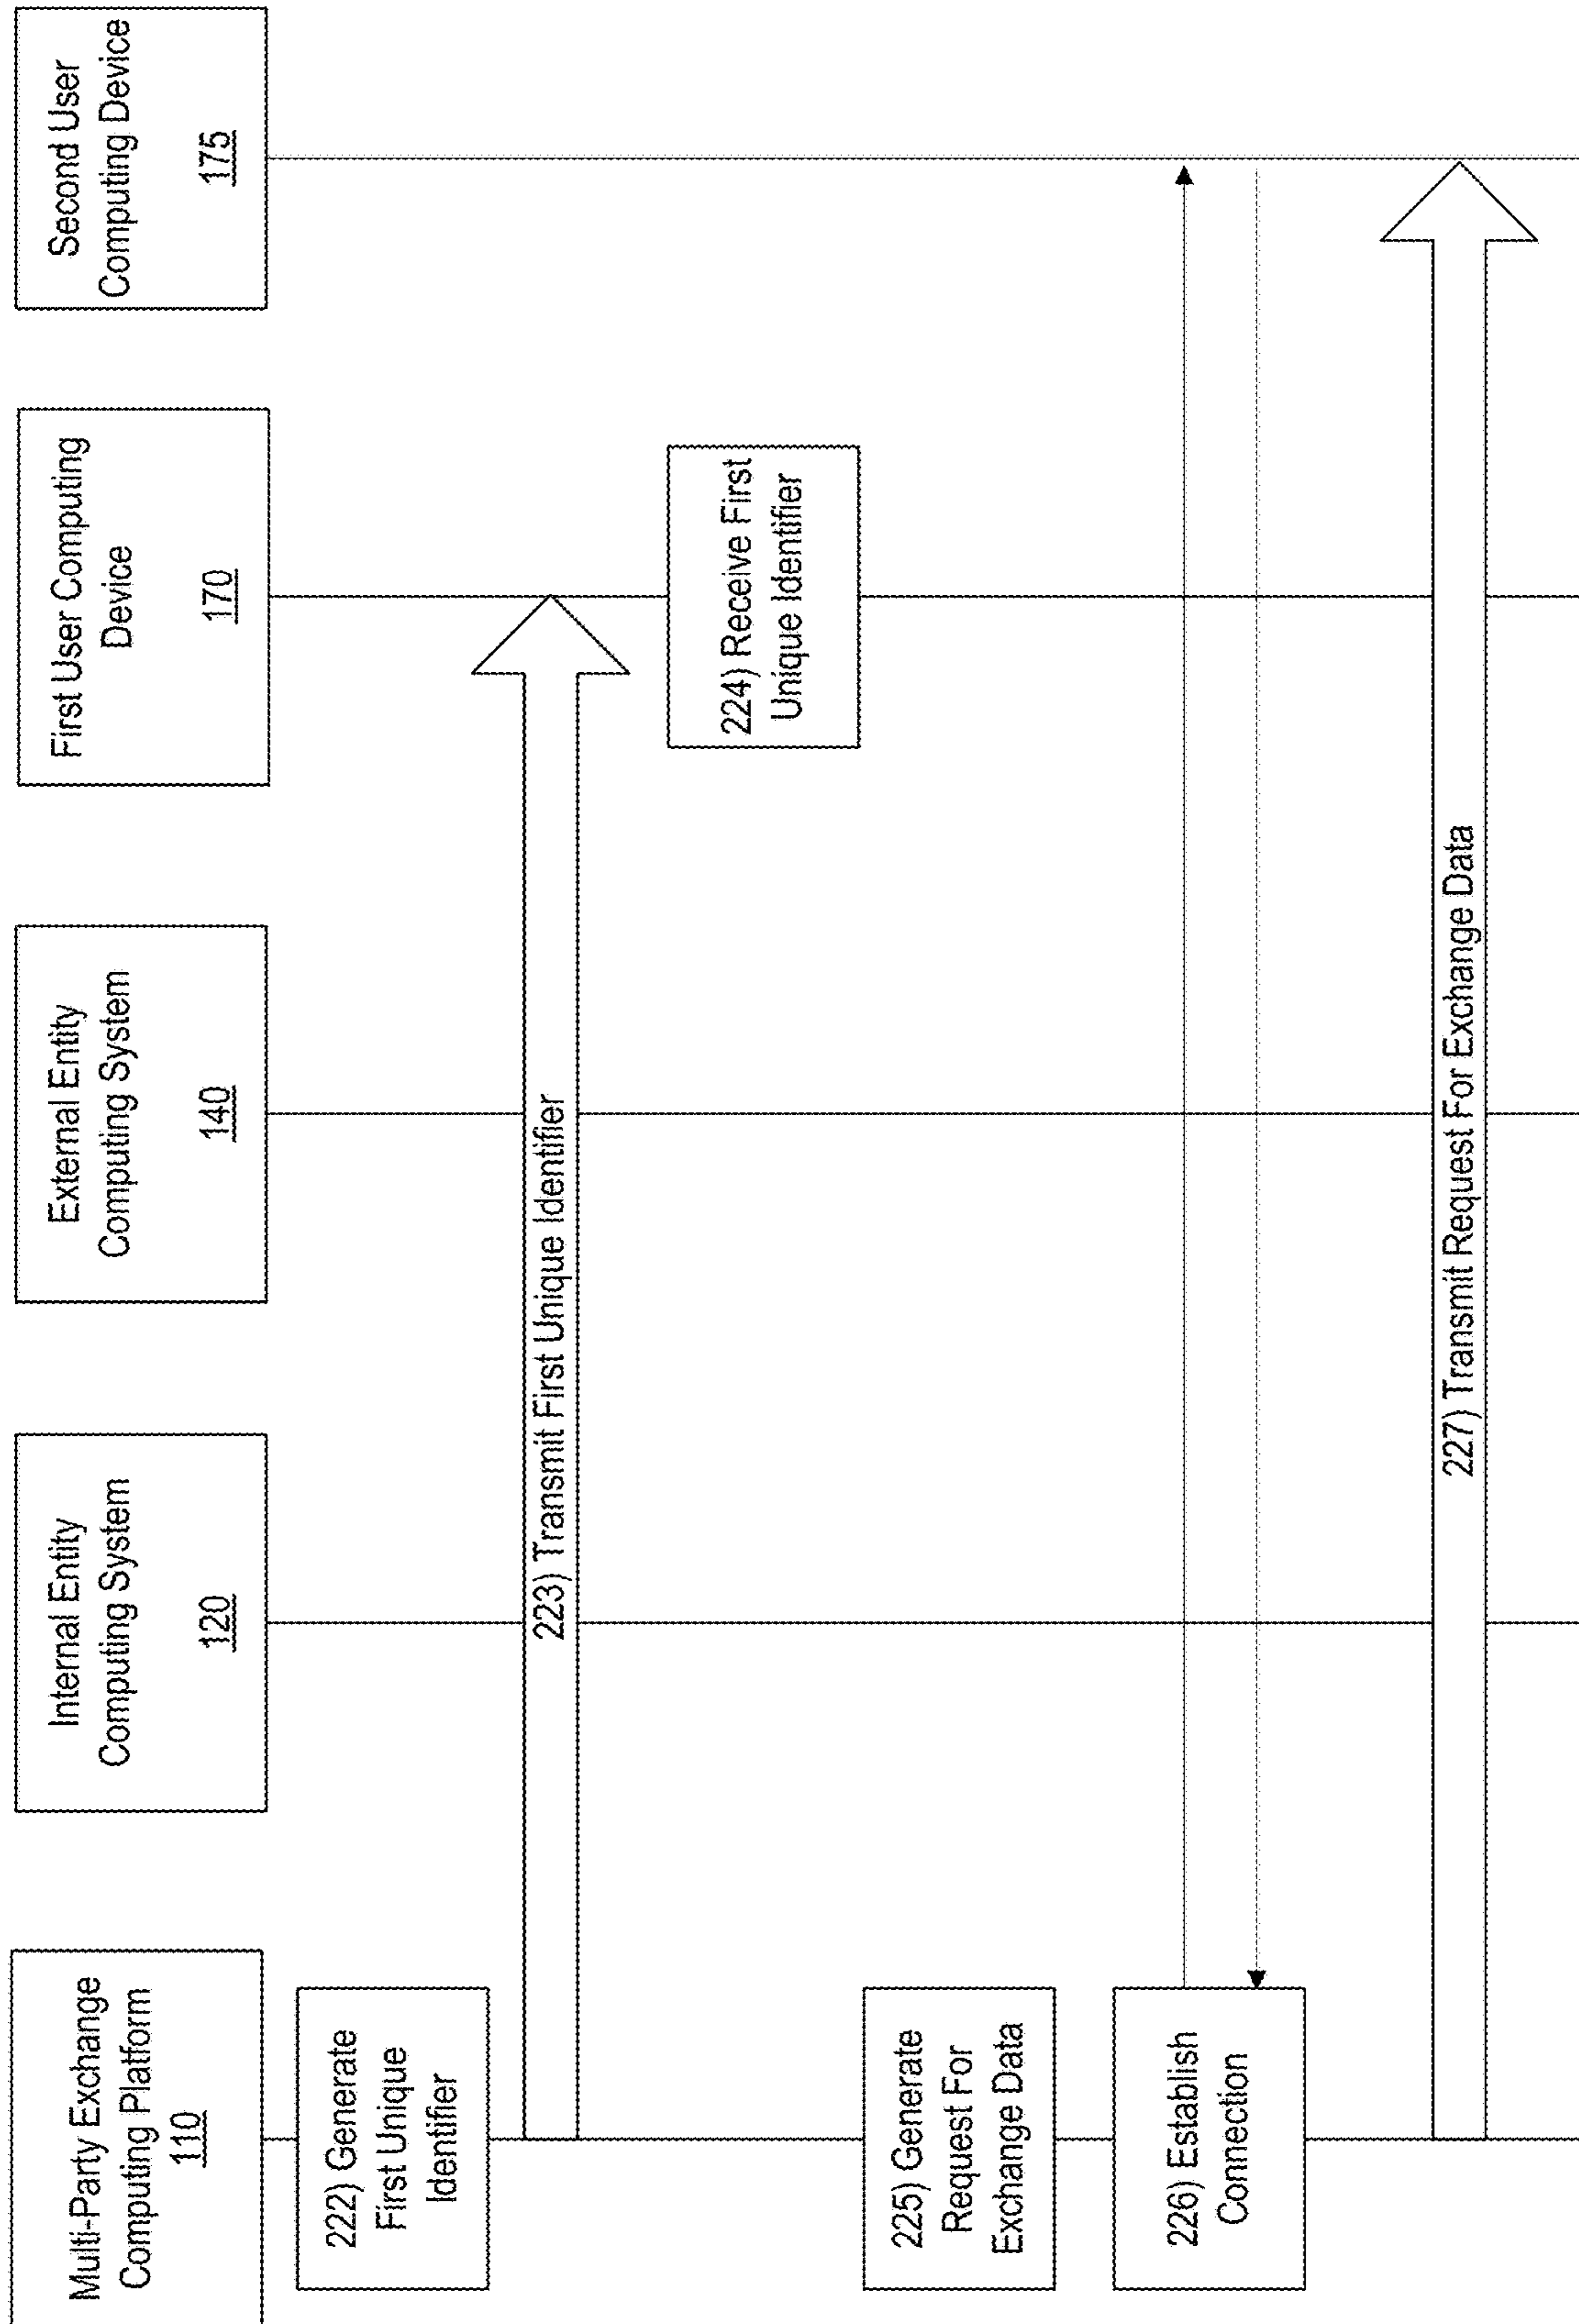 Multi-Party Exchange
Computing Platform
110
Internal Entity
Computing System
120
External Entity
Computing System
140
First User Computing
Device
170
Second User
Computing Device
175
222) Generate
First Unique
Identifier
223) Transmit First Unique Identifier
224) Receive First
Unique Identifier
225) Generate
Request For
Exchange Data
226) Establish
Connection
227) Transmit Request For Exchange Data